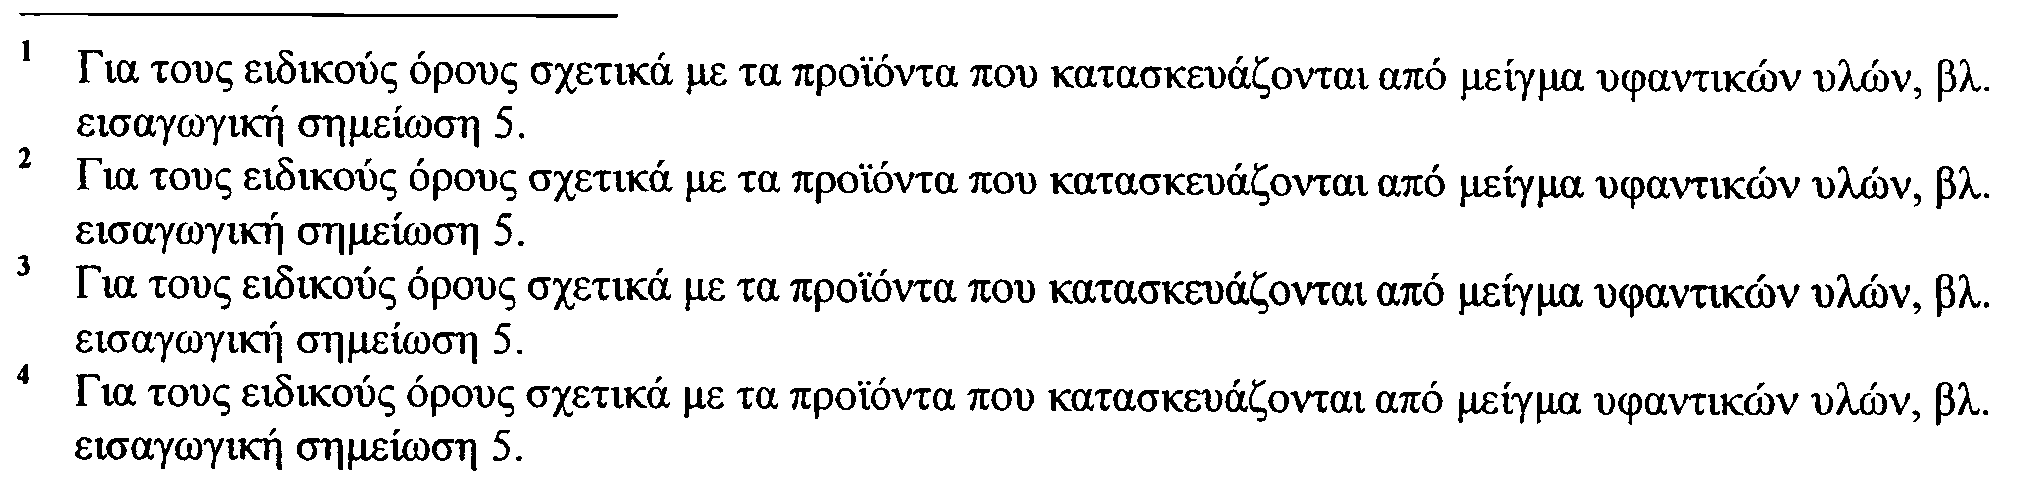 1 Για τους ειδικούς όρους σχετικά με τα προϊόντα που κατασκευάζονται από μείγμα υφαντικών υλών, βλ.
εισαγωγική σημείωση 5.
2 Για τους ειδικούς όρους σχετικά με τα προϊόντα που κατασκευάζονται από μείγμα υφαντικών υλών, βλ.
εισαγωγική σημείωση 5.
3 Για τους ειδικούς όρους σχετικά με τα προϊόντα που κατασκευάζονται από μείγμα υφαντικών υλών, βλ.
εισαγωγική σημείωση 5.
4 Για τους ειδικούς όρους σχετικά με τα προϊόντα που κατασκευάζονται από μείγμα υφαντικών υλών, βλ.
εισαγωγική σημείωση 5.